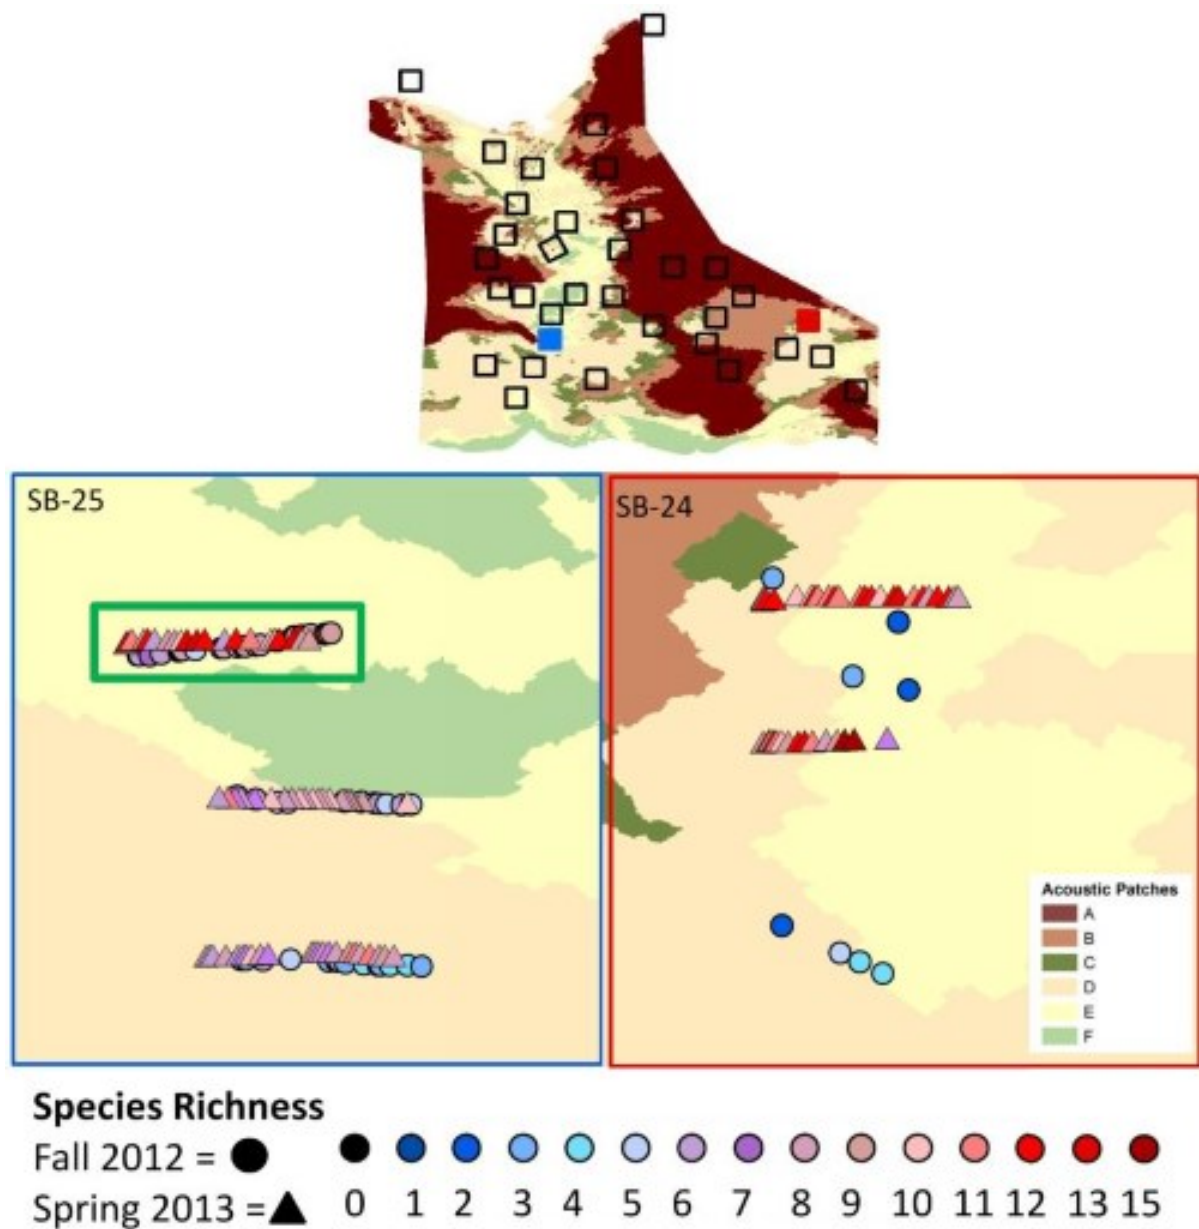 SB-25
SB-24
Acoustic Patches
A
B
C
D
E
F
Species Richness
Fall 2012 =
Spring 2013 =
0 1 2 3 4 5 6 7 8 9 10 11 12 13 15